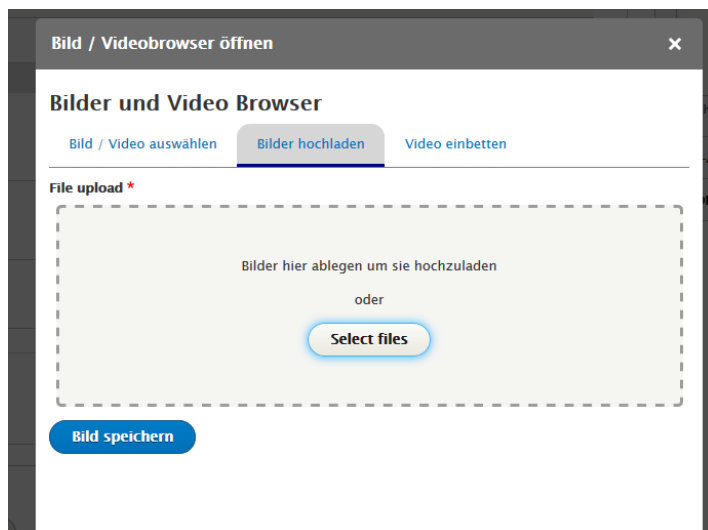 Bild / Videobrowser öffnen ×
Bilder und Video Browser
Bild / Video auswählen Bilder hochladen Video einbetten
File upload *
Bilder hier ablegen um sie hochzuladen
oder
Select files
Bild speichern